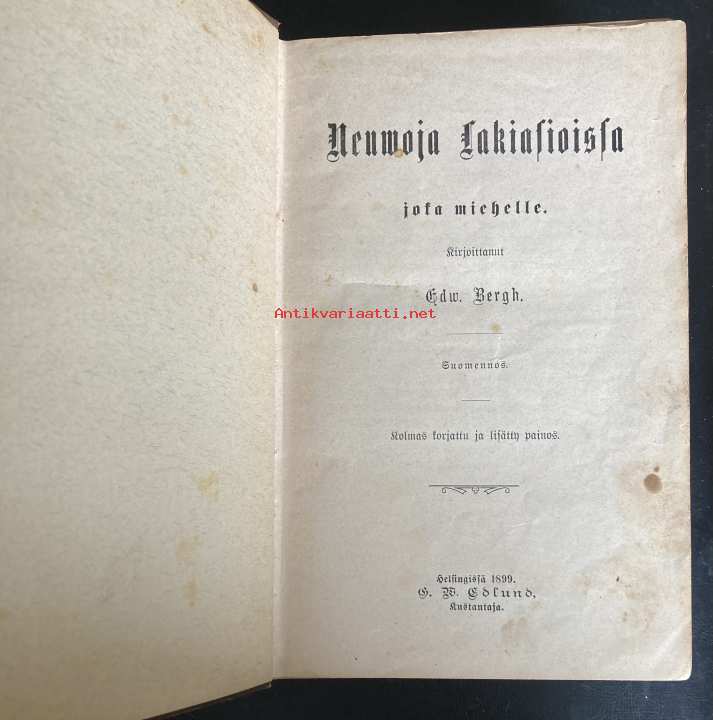 Neuwoja Lakiasioissa
joka miehelle.
Kirjoittanut
Edw. Bergh.
Antikvariaatti.net
Suomennos.
Kolmas korjattu ja lisätty painos.
Helsingissä 1899.
G. W. Edlund,
Kustantaja.